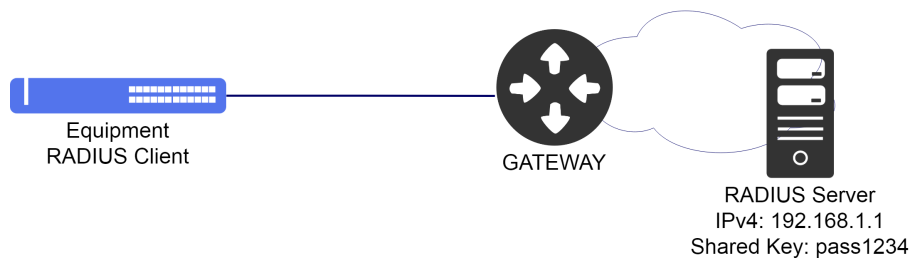 Equipment
RADIUS Client
GATEWAY
RADIUS Server
IPv4: 192.168.1.1
Shared Key: pass1234